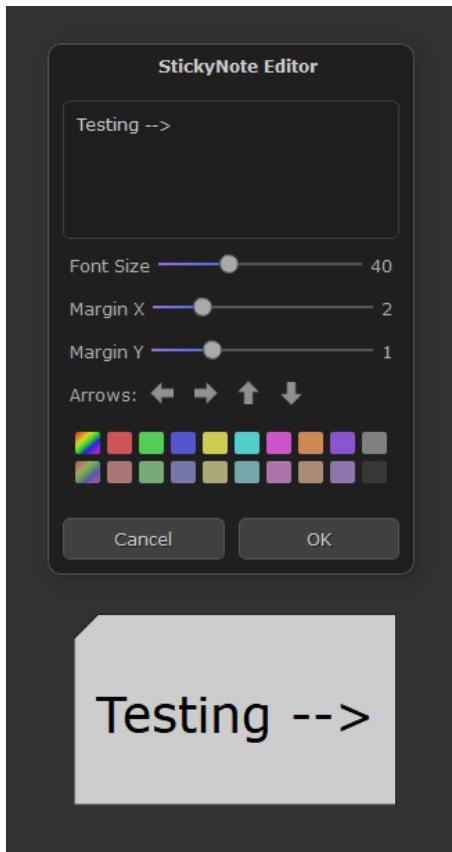 StickyNote Editor
Testing -->
Font Size 40
Margin X 2
Margin Y 1
Arrows:
Cancel OK
Testing -->